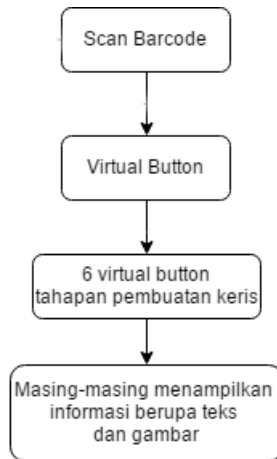 Scan Barcode
Virtual Button
6 virtual button
tahapan pembuatan keris
Masing-masing menampilkan
informasi berupa teks
dan gambar